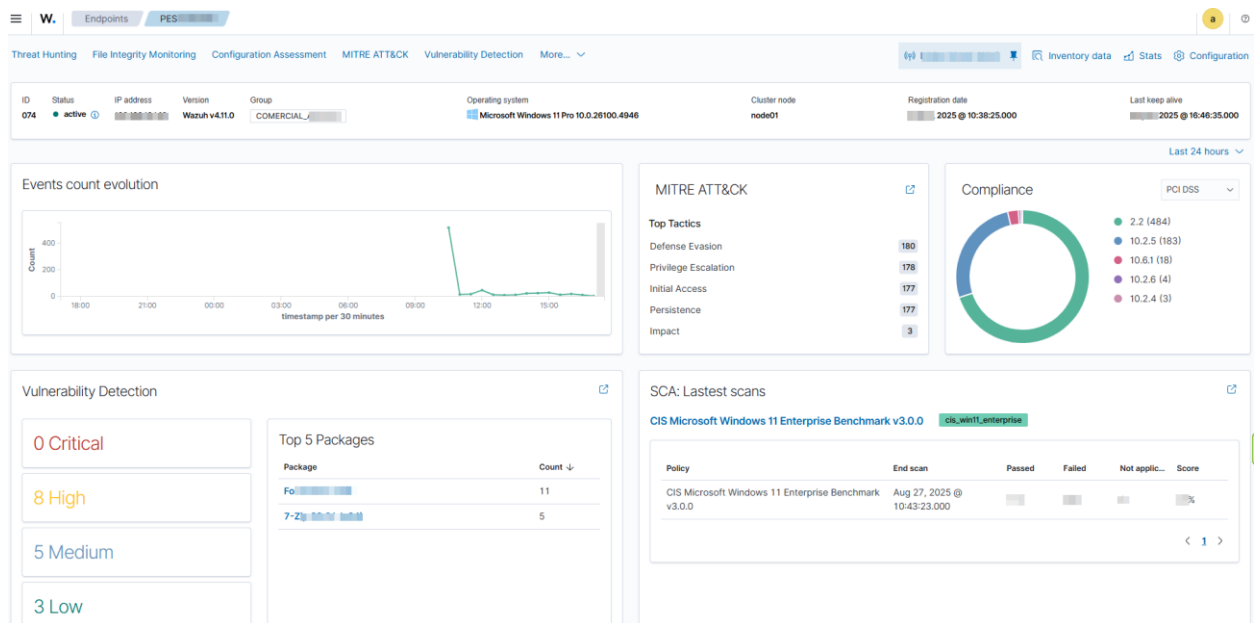 W. Endpoints PES
a
Threat Hunting File Integrity Monitoring Configuration Assessment MITRE ATT&CK Vulnerability Detection More... Inventory data Stats Configuration
ID Status IP address Version Group Operating system Cluster node Registration date Last keep alive
074 active Wazuh v4.11.0 COMERCIAL_ Microsoft Windows 11 Pro 10.0.26100.4946 node01 2025 @ 10:38:25.000 2025 @ 16:46:35.000
Last 24 hours
Events count evolution
Count
400
200
0
18:00 21:00 00:00 03:00 06:00 09:00 12:00 15:00
timestamp per 30 minutes
MITRE ATT&CK
Top Tactics
Defense Evasion 180
Privilege Escalation 178
Initial Access 177
Persistence 177
Impact 3
Compliance PCI DSS
2.2 (484)
10.2.5 (183)
10.6.1 (18)
10.2.6 (4)
10.2.4 (3)
Vulnerability Detection
0 Critical
8 High
5 Medium
3 Low
Top 5 Packages
Package Count
Fo 11
7-Z 5
SCA: Lastest scans
CIS Microsoft Windows 11 Enterprise Benchmark v3.0.0 cis_win11_enterprise
Policy End scan Passed Failed Not applic... Score
CIS Microsoft Windows 11 Enterprise Benchmark Aug 27, 2025 @
v3.0.0 10:43:23.000 %
1